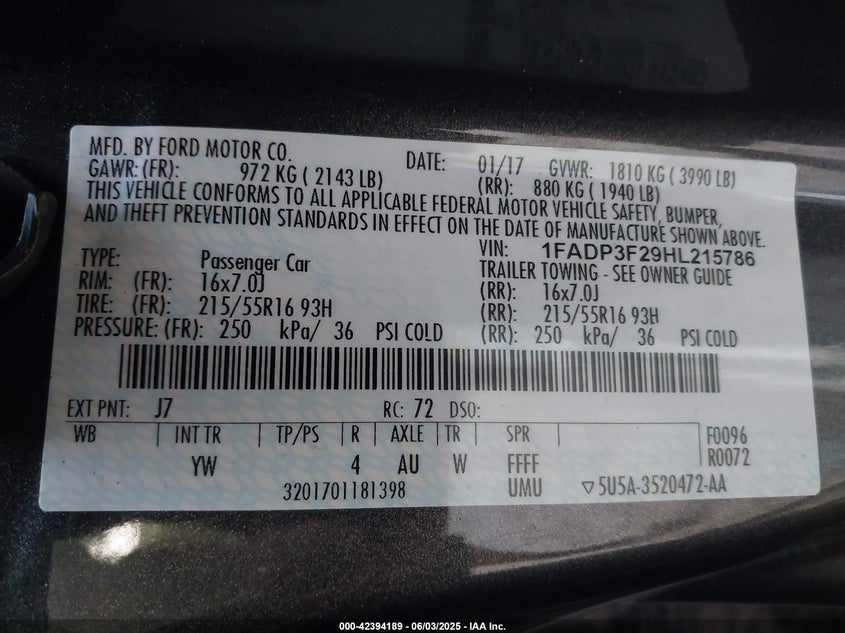 MFD. BY FORD MOTOR CO. DATE: 01/17 GVWR: 1810 KG ( 3990 LB)
GAWR: (FR): 972 KG ( 2143 LB) (RR): 880 KG ( 1940 LB)
THIS VEHICLE CONFORMS TO ALL APPLICABLE FEDERAL MOTOR VEHICLE SAFETY, BUMPER,
AND THEFT PREVENTION STANDARDS IN EFFECT ON THE DATE OF MANUFACTURE SHOWN ABOVE.
VIN: 1FADP3F29HL215786
TYPE: Passenger Car TRAILER TOWING - SEE OWNER GUIDE
RIM: (FR): 16x7.0J (RR): 16x7.0J
TIRE: (FR): 215/55R16 93H (RR): 215/55R16 93H
PRESSURE: (FR): 250 kPa/ 36 PSI COLD (RR): 250 kPa/ 36 PSI COLD
EXT PNT: J7 RC: 72 DSO:
WB INT TR TP/PS R AXLE TR SPR F0096
YW 4 AU W FFFF R0072
3201701181398 UMU ▽5U5A-3520472-AA
000-42394189 - 06/03/2025 - IAA Inc.